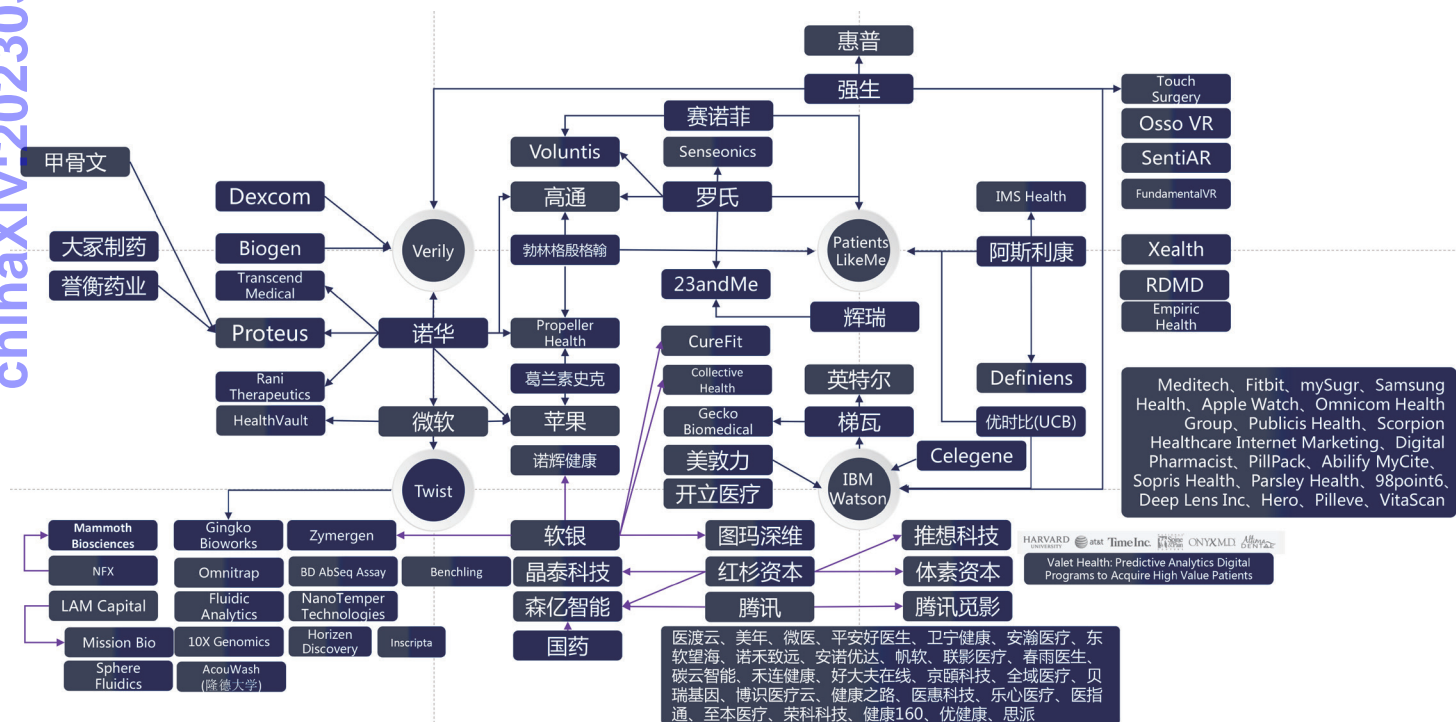 chinaxiv:202303
惠普
强生
Touch
Surgery
赛诺菲
Osso VR
甲骨文
Voluntis
Senseonics
SentiAR
Dexcom
高通
罗氏
IMS Health
FundamentalVR
大冢制药
Biogen
Verily
勃林格殷格翰
Patients
LikeMe
阿斯利康
Xealth
誉衡药业
Transcend
Medical
23andMe
RDMD
Proteus
诺华
Propeller
Health
辉瑞
Empiric
Health
CureFit
Rani
Therapeutics
葛兰素史克
Collective
Health
英特尔
Definiens
HealthVault
微软
苹果
Gecko
Biomedical
梯瓦
优时比(UCB)
Meditech、Fitbit、mySugr、Samsung
Health、Apple Watch、Omnicom Health
Group、Publicis Health、Scorpion
Healthcare Internet Marketing、Digital
Pharmacist、PillPack、Abilify MyCite、
Sopris Health、Parsley Health、98point6、
Deep Lens Inc、Hero、Pilleve、VitaScan
诺辉健康
美敦力
Celegene
Twist
开立医疗
IBM
Watson
Mammoth
Biosciences
Gingko
Bioworks
Zymergen
软银
图玛深维
推想科技
HARVARD
UNIVERSITY
at&t
Time Inc.
ONYXMD
DENTAL
NFX
Omnitrap
BD AbSeq Assay
Benchling
晶泰科技
红杉资本
体素资本
Valet Health: Predictive Analytics Digital
Programs to Acquire High Value Patients
LAM Capital
Fluidic
Analytics
NanoTemper
Technologies
森亿智能
腾讯
腾讯觅影
Mission Bio
10X Genomics
Horizen
Discovery
Inscripta
国药
Sphere
Fluidics
AcouWash
(隆德大学)
医渡云、美年、微医、平安好医生、卫宁健康、安瀚医疗、东
软望海、诺禾致远、安诺优达、帆软、联影医疗、春雨医生、
碳云智能、禾连健康、好大夫在线、京颐科技、全域医疗、贝
瑞基因、博识医疗云、健康之路、医惠科技、乐心医疗、医指
通、至本医疗、荣科科技、健康160、优健康、思派